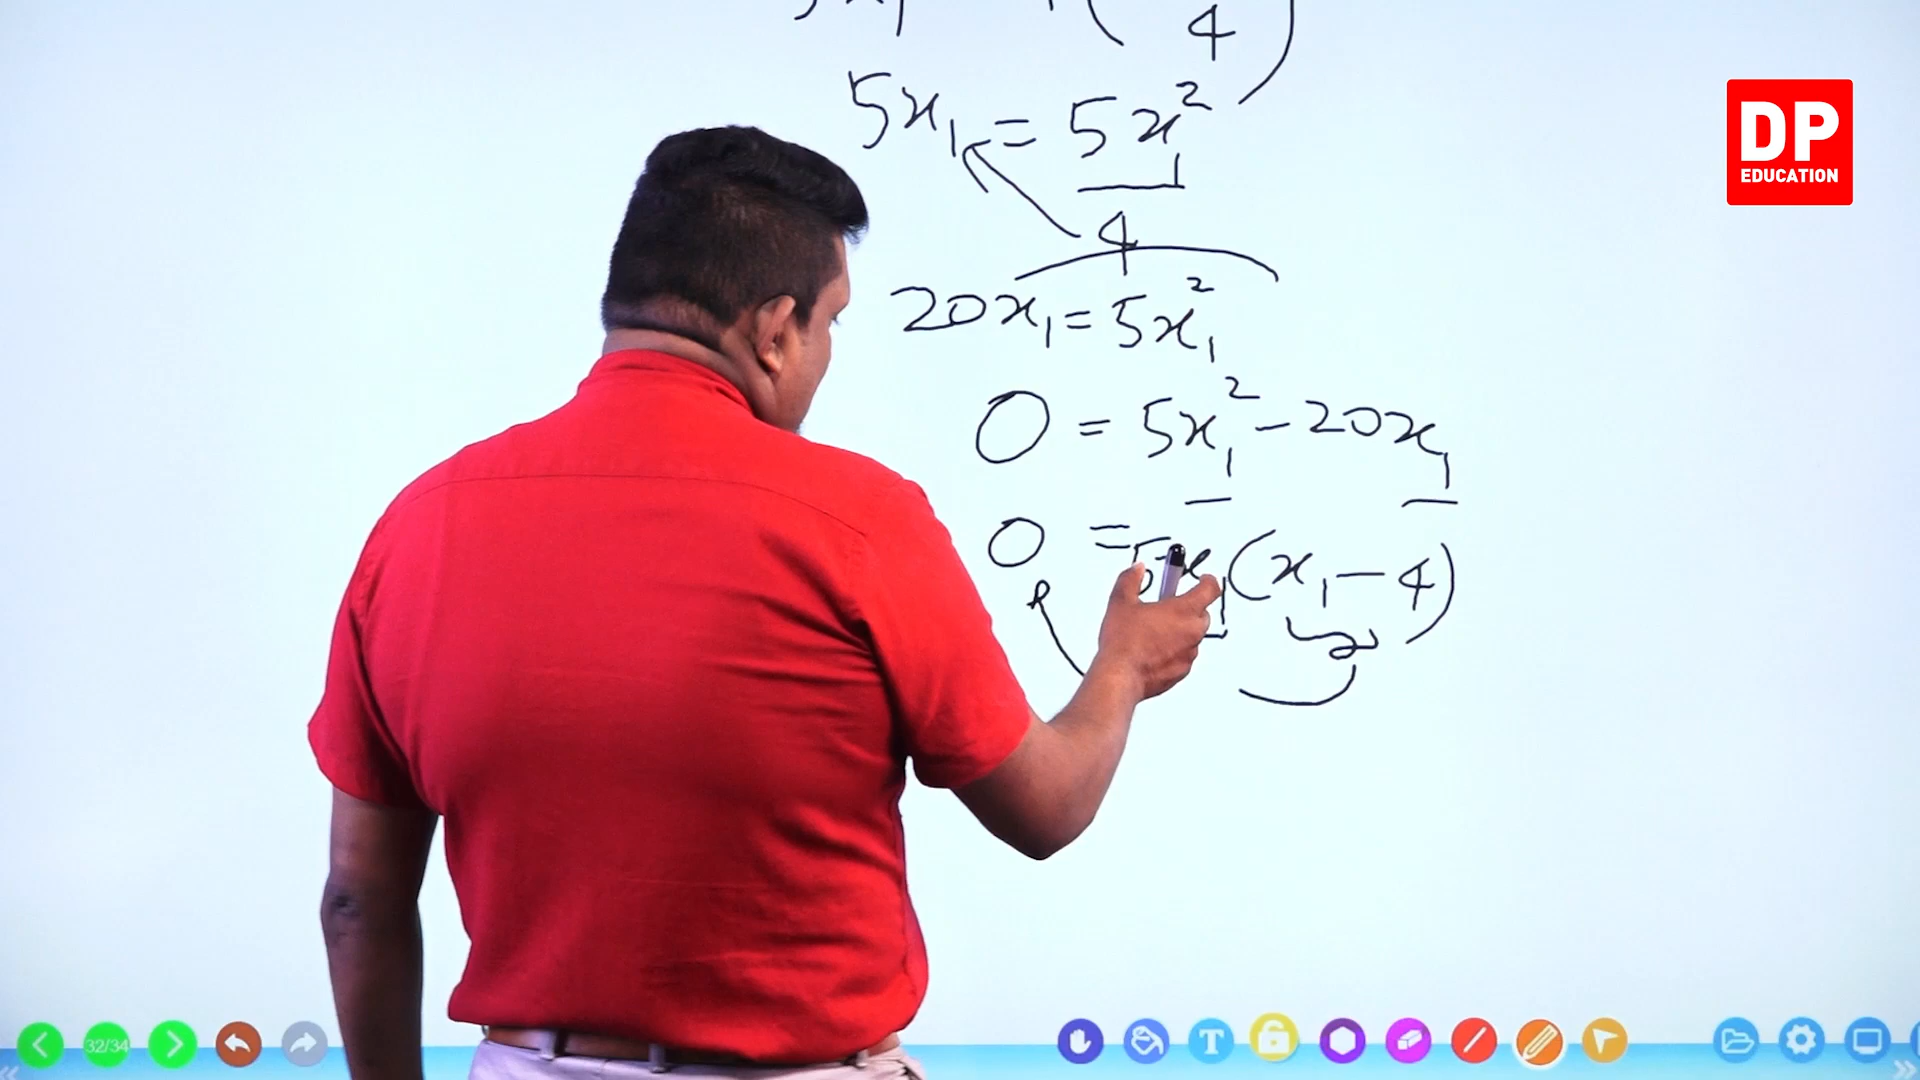 4
5x₁ = 5x₁²
4
20x₁ = 5x₁²
0 = 5x₁² - 20x₁
0 = 5x₁(x₁ - 4)
DP
EDUCATION
32/34
T